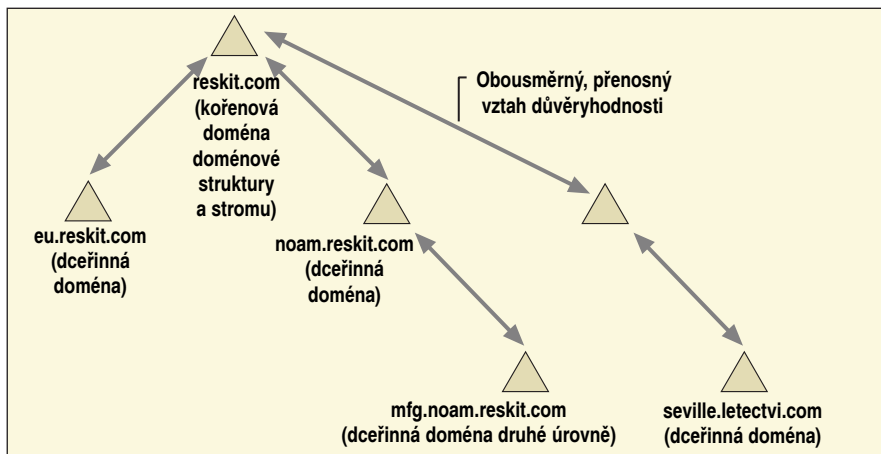 reskit.com
(kořenová
doména
doménové
struktury
a stromu)
Obousměrný, přenosný
vztah důvěryhodnosti
eu.reskit.com
(dceřinná
doména)
noam.reskit.com
(dceřinná
doména)
mfg.noam.reskit.com
(dceřinná doména druhé úrovně)
seville.letectvi.com
(dceřinná doména)